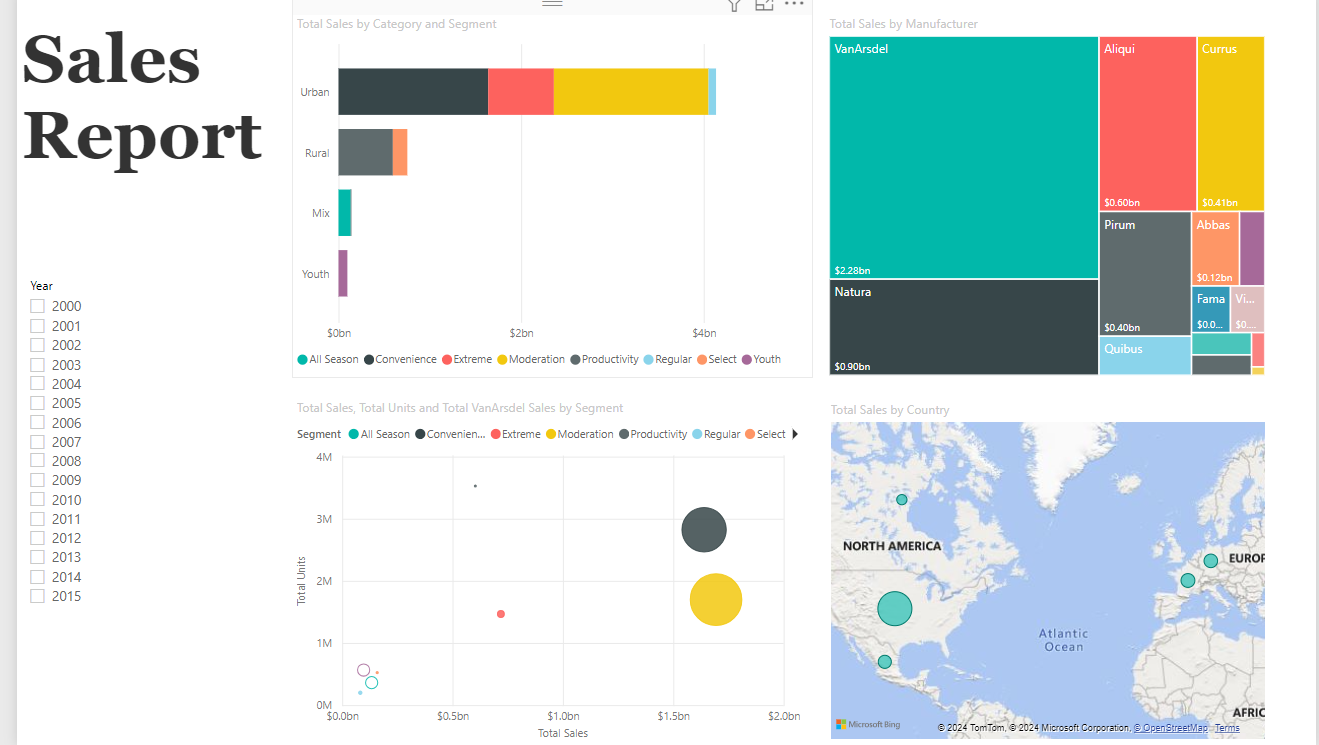 Sales
Report
Year
2000
2001
2002
2003
2004
2005
2006
2007
2008
2009
2010
2011
2012
2013
2014
2015
Total Sales by Category and Segment
Urban
Rural
Mix
Youth
$0bn $2bn $4bn
All Season Convenience Extreme Moderation Productivity Regular Select Youth
Total Sales by Manufacturer
VanArsdel
$2.28bn
Natura
$0.90bn
Aliqui
$0.60bn
Currus
$0.41bn
Pirum
$0.40bn
Quibus
Abbas
$0.12bn
Fama
$0.0...
Vi...
$0....
Total Sales, Total Units and Total VanArsdel Sales by Segment
Segment All Season Convenien... Extreme Moderation Productivity Regular Select
Total Units
4M
3M
2M
1M
0M
$0.0bn $0.5bn $1.0bn $1.5bn $2.0bn
Total Sales
Total Sales by Country
NORTH AMERICA
EUROP
Atlantic
Ocean
AFRIC
Microsoft Bing
© 2024 TomTom, © 2024 Microsoft Corporation, © OpenStreetMap Terms